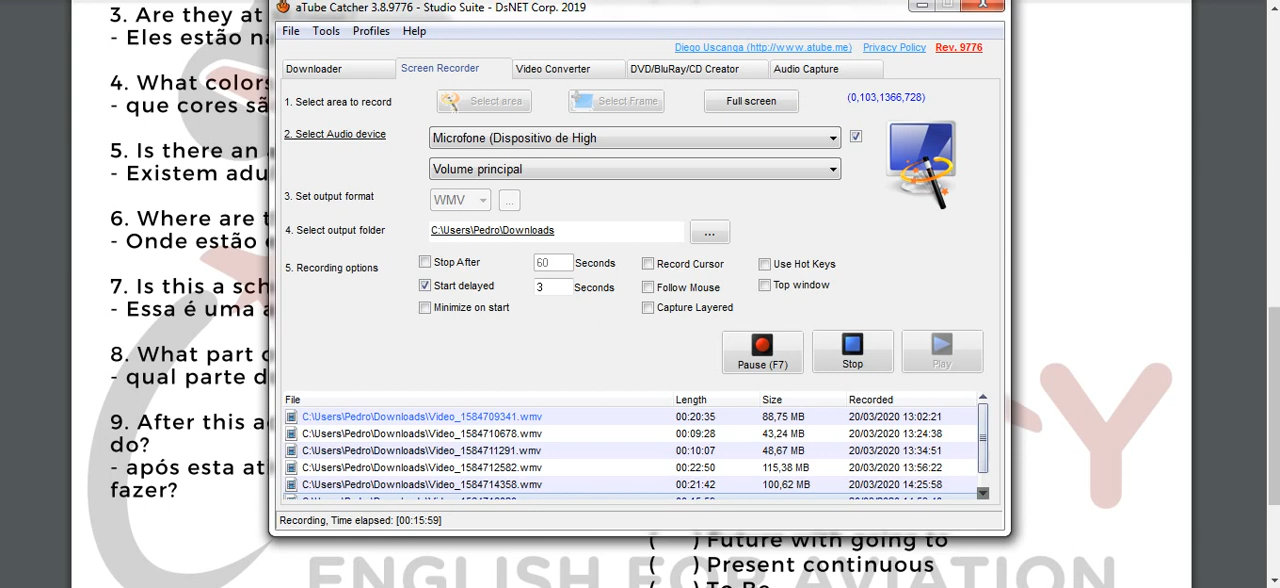 3. Are they at
- Eles estão na
4. What colors
- que cores sã
5. Is there an
- Existem adu
6. Where are t
- Onde estão
7. Is this a sch
- Essa é uma a
8. What part o
- qual parte d
9. After this a
do?
- após esta at
fazer?
aTube Catcher 3.8.9776 - Studio Suite - DsNET Corp. 2019
File Tools Profiles Help
Diego Uscanga (http://www.atube.me) Privacy Policy Rev. 9776
Downloader Screen Recorder Video Converter DVD/BluRay/CD Creator Audio Capture
1. Select area to record Select area Select Frame Full screen (0,103,1366,728)
2. Select Audio device Microfone (Dispositivo de High
Volume principal
3. Set output format WMV ...
4. Select output folder C:\Users\Pedro\Downloads ...
5. Recording options Stop After 60 Seconds Record Cursor Use Hot Keys
Start delayed 3 Seconds Follow Mouse Top window
Minimize on start Capture Layered
Pause (F7) Stop Play
File Length Size Recorded
C:\Users\Pedro\Downloads\Video_1584709341.wmv 00:20:35 88,75 MB 20/03/2020 13:02:21
C:\Users\Pedro\Downloads\Video_1584710678.wmv 00:09:28 43,24 MB 20/03/2020 13:24:38
C:\Users\Pedro\Downloads\Video_1584711291.wmv 00:10:07 48,67 MB 20/03/2020 13:34:51
C:\Users\Pedro\Downloads\Video_1584712582.wmv 00:22:50 115,38 MB 20/03/2020 13:56:22
C:\Users\Pedro\Downloads\Video_1584714358.wmv 00:21:42 100,62 MB 20/03/2020 14:25:58
Recording, Time elapsed: [00:15:59]
( ) Future with going to
( ) Present continuous
( ) To Be
Y
ENGLISH FOR AVIATION